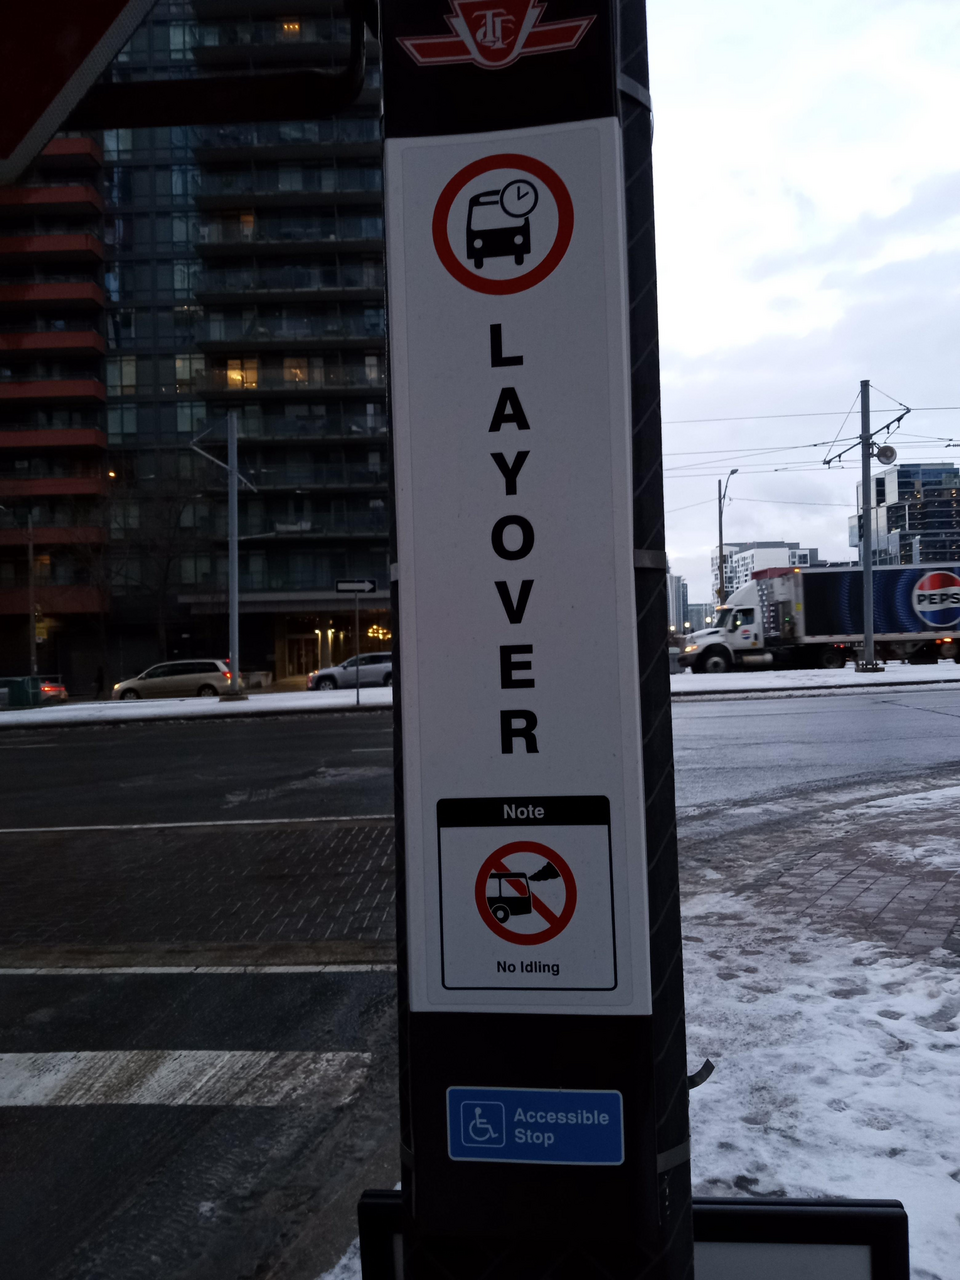 TTC
LAYOVER
Note
No Idling
Accessible
Stop
PEPS